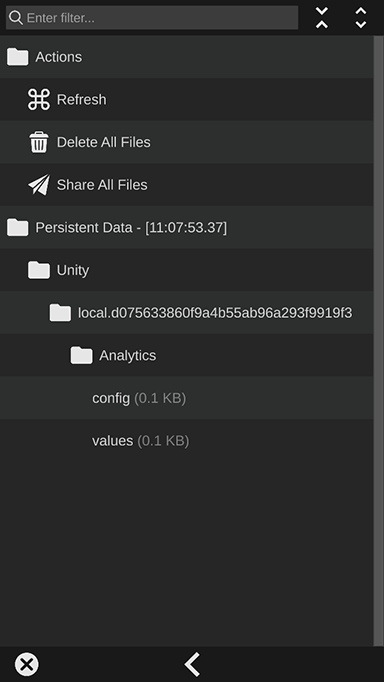 Enter filter...
Actions
Refresh
Delete All Files
Share All Files
Persistent Data - [11:07:53.37]
Unity
local.d075633860f9a4b55ab96a293f9919f3
Analytics
config (0.1 KB)
values (0.1 KB)